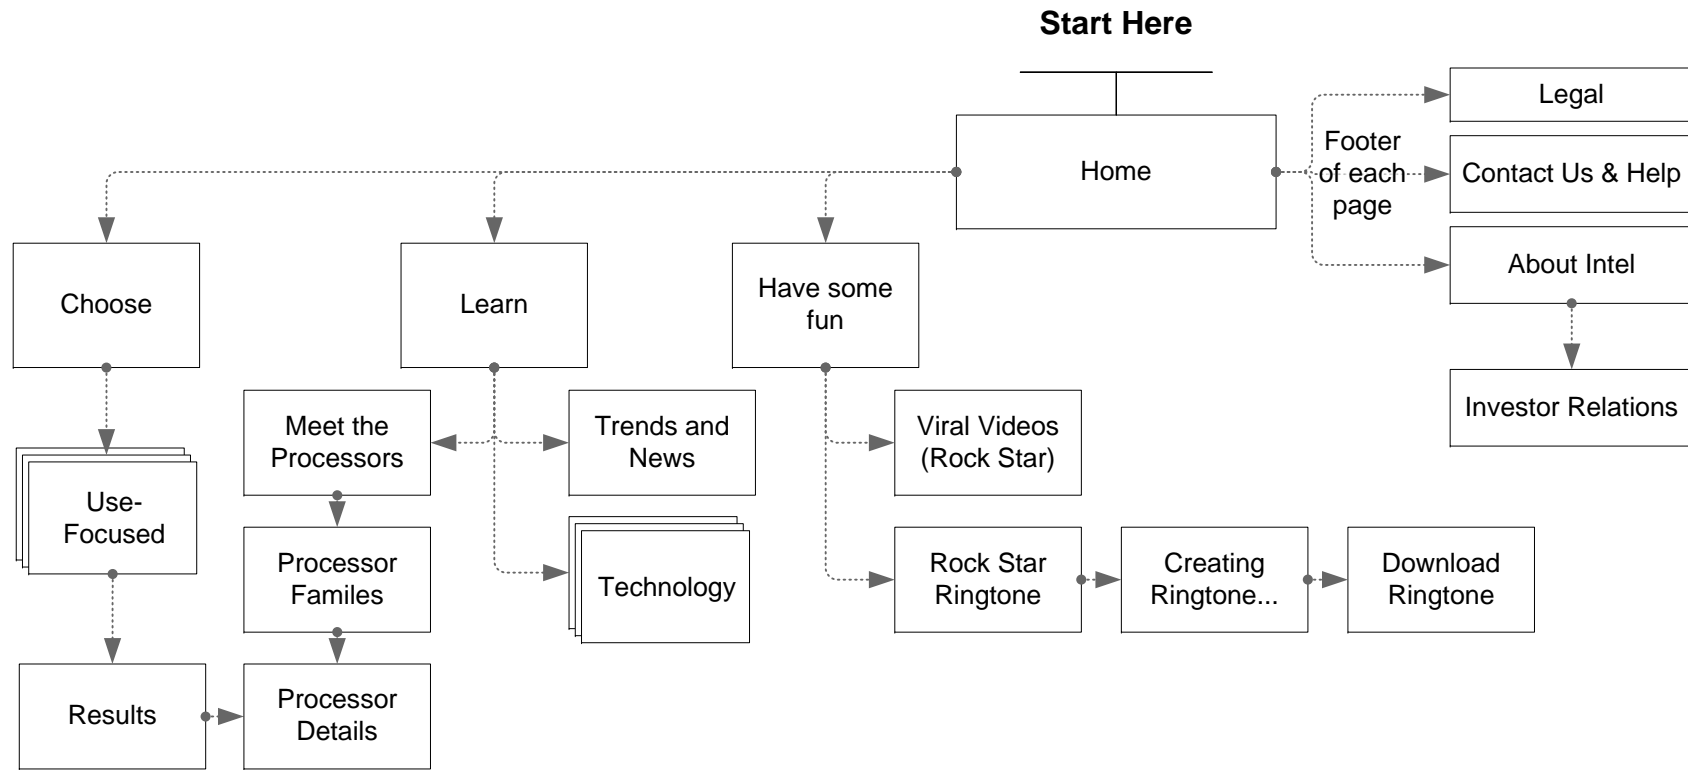 Start Here
Home
Footer
of each
page
Legal
Contact Us & Help
About Intel
Investor Relations
Choose
Learn
Have some
fun
Use-
Focused
Results
Meet the
Processors
Processor
Familes
Processor
Details
Trends and
News
Technology
Viral Videos
(Rock Star)
Rock Star
Ringtone
Creating
Ringtone...
Download
Ringtone